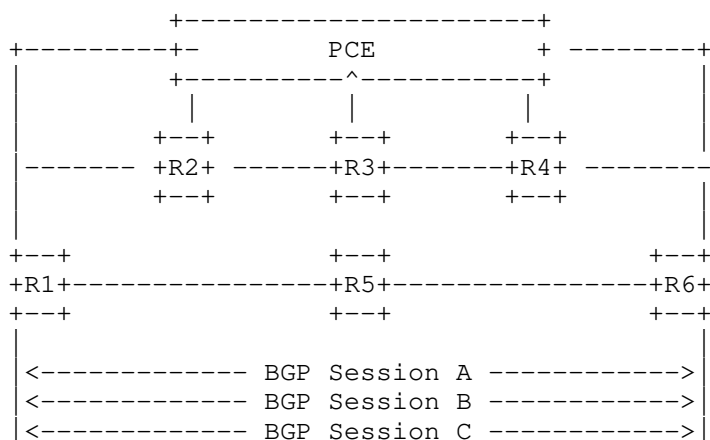 PCE
R2 R3 R4
R1 R5 R6
BGP Session A
BGP Session B
BGP Session C